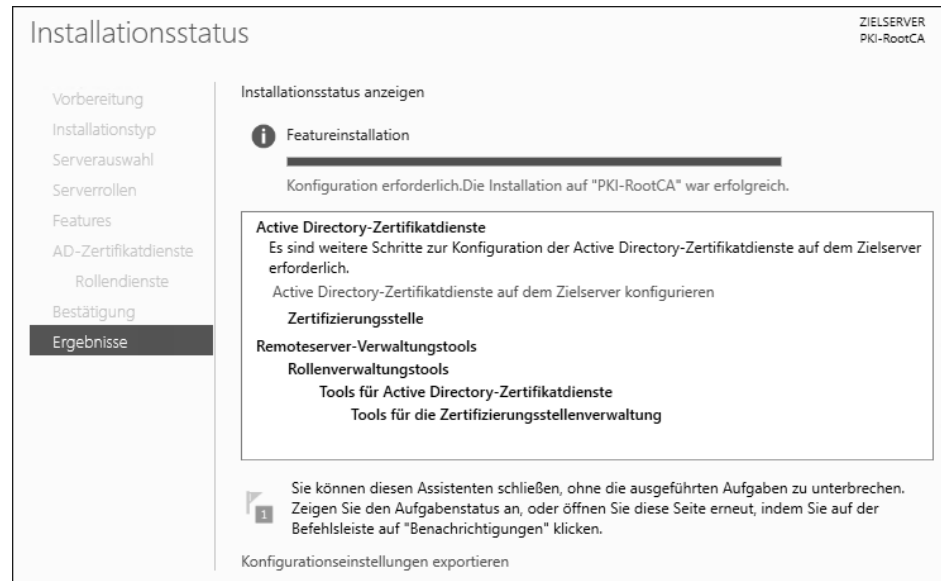 Installationsstatus
ZIELSERVER
PKI-RootCA
Vorbereitung
Installationstyp
Serverauswahl
Serverrollen
Features
AD-Zertifikatdienste
Rollendienste
Bestätigung
Ergebnisse
Installationsstatus anzeigen
Featureinstallation
Konfiguration erforderlich.Die Installation auf "PKI-RootCA" war erfolgreich.
Active Directory-Zertifikatdienste
Es sind weitere Schritte zur Konfiguration der Active Directory-Zertifikatdienste auf dem Zielserver
erforderlich.
Active Directory-Zertifikatdienste auf dem Zielserver konfigurieren
Zertifizierungsstelle
Remoteserver-Verwaltungstools
Rollenverwaltungstools
Tools für Active Directory-Zertifikatdienste
Tools für die Zertifizierungsstellenverwaltung
1
Sie können diesen Assistenten schließen, ohne die ausgeführten Aufgaben zu unterbrechen.
Zeigen Sie den Aufgabenstatus an, oder öffnen Sie diese Seite erneut, indem Sie auf der
Befehlsleiste auf "Benachrichtigungen" klicken.
Konfigurationseinstellungen exportieren